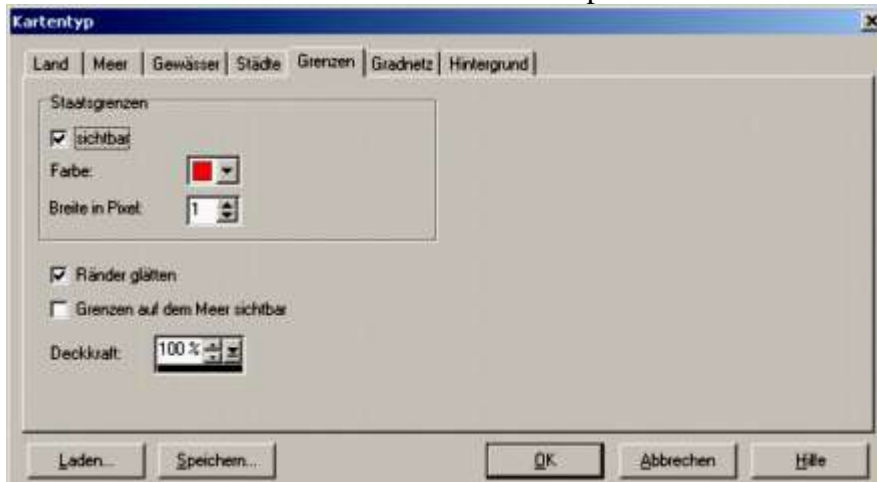 Kartentyp
Land Meer Gewässer Städte Grenzen Gradnetz Hintergrund
Staatsgrenzen
sichtbar
Farbe:
Breite in Pixel: 1
Ränder glätten
Grenzen auf dem Meer sichtbar
Deckkraft: 100 %
Laden... Speichern... OK Abbrechen Hilfe